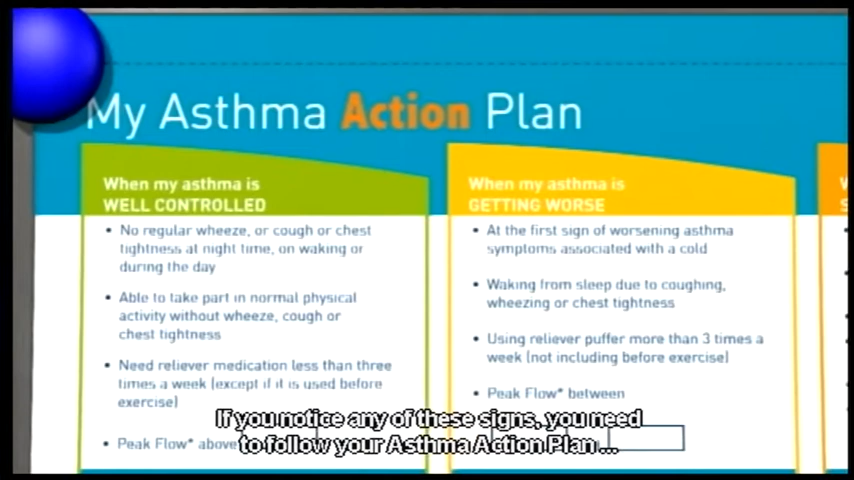 My Asthma Action Plan
When my asthma is
WELL CONTROLLED
• No regular wheeze, or cough or chest
tightness at night time, on waking or
during the day
• Able to take part in normal physical
activity without wheeze, cough or
chest tightness
• Need reliever medication less than three
times a week (except if it is used before
exercise)
• Peak Flow* above
When my asthma is
GETTING WORSE
• At the first sign of worsening asthma
symptoms associated with a cold
• Waking from sleep due to coughing,
wheezing or chest tightness
• Using reliever puffer more than 3 times a
week (not including before exercise)
• Peak Flow* between
If you notice any of these signs, you need
to follow your Asthma Action Plan ...